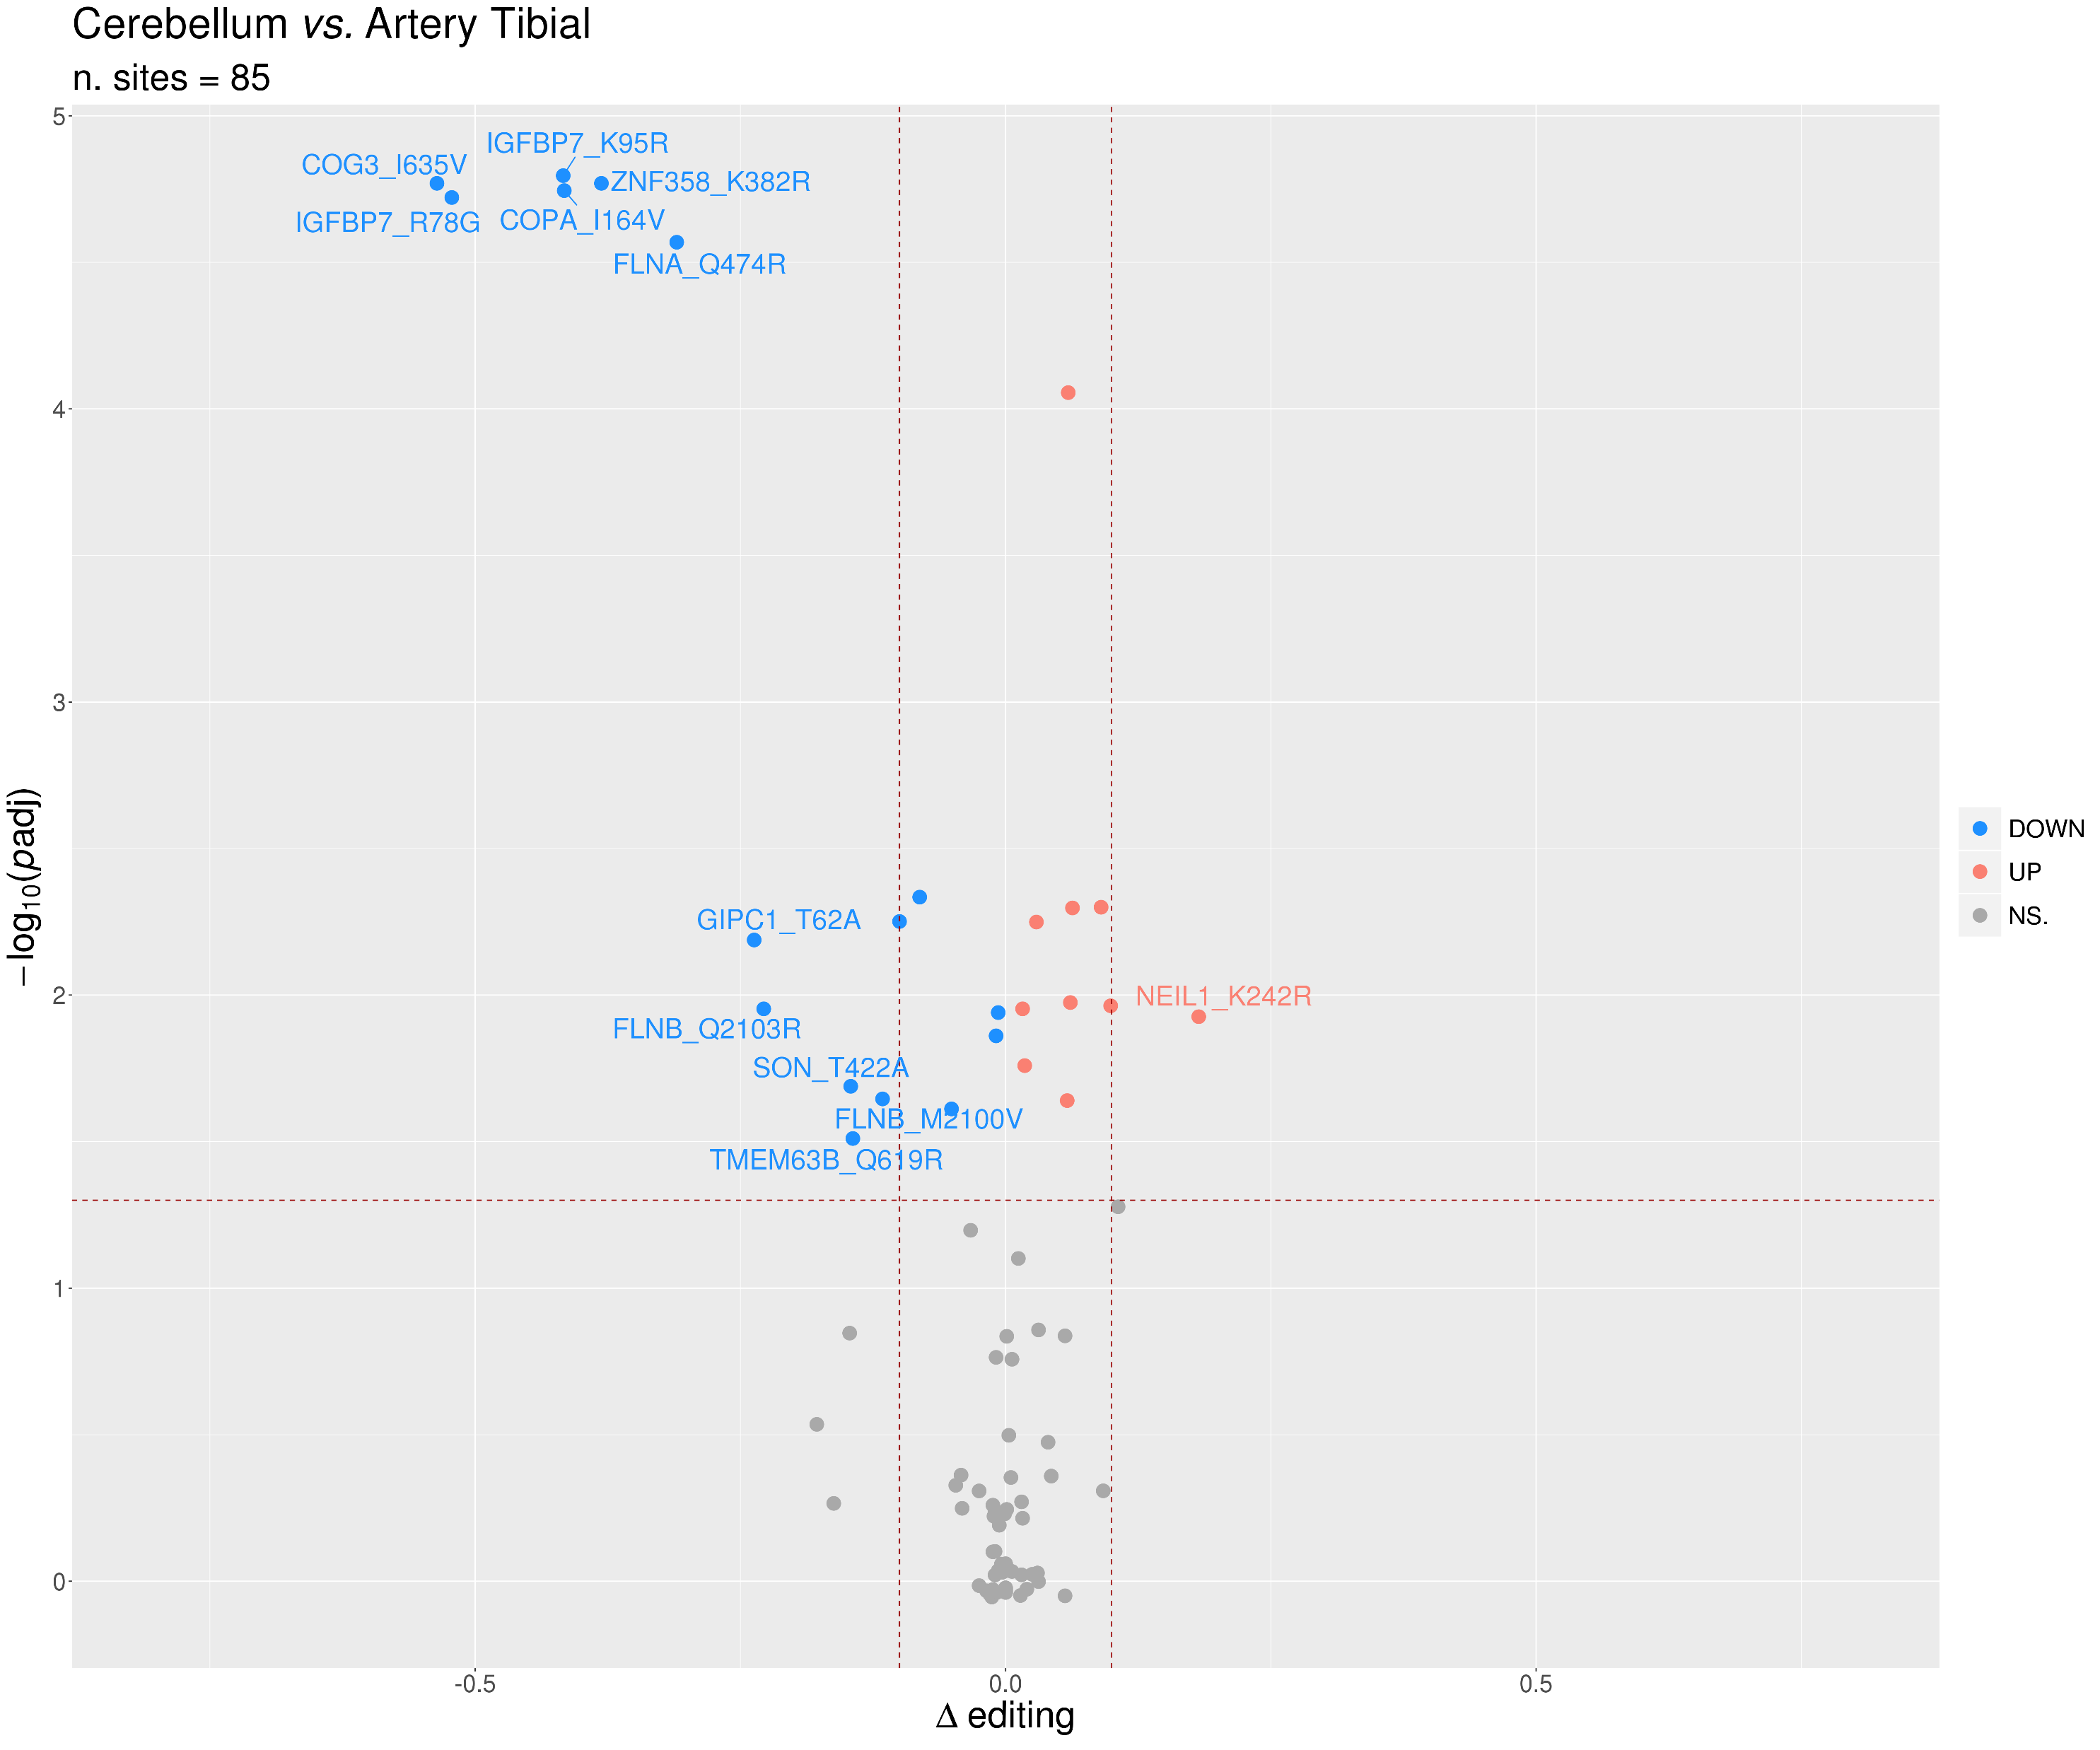 Cerebellum vs. Artery Tibial
n. sites = 85
5
4
3
2
1
0
−log10(padj)
IGFBP7_K95R
COG3_I635V
ZNF358_K382R
IGFBP7_R78G
COPA_I164V
FLNA_Q474R
GIPC1_T62A
NEIL1_K242R
FLNB_Q2103R
SON_T422A
FLNB_M2100V
TMEM63B_Q619R
DOWN
UP
NS.
-0.5
0.0
0.5
Δ editing